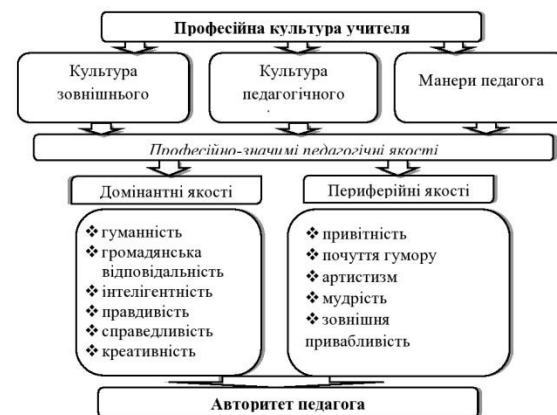 Професійна культура учителя
Культура
зовнішнього
Культура
педагогічного
Манери педагога
Професійно-значимі педагогічні якості
Домінантні якості
❖ гуманність
❖ громадянська
відповідальність
❖ інтелігентність
❖ правдивість
❖ справедливість
❖ креативність
Периферійні якості
❖ привітність
❖ почуття гумору
❖ артистизм
❖ мудрість
❖ зовнішня
привабливість
Авторитет педагога